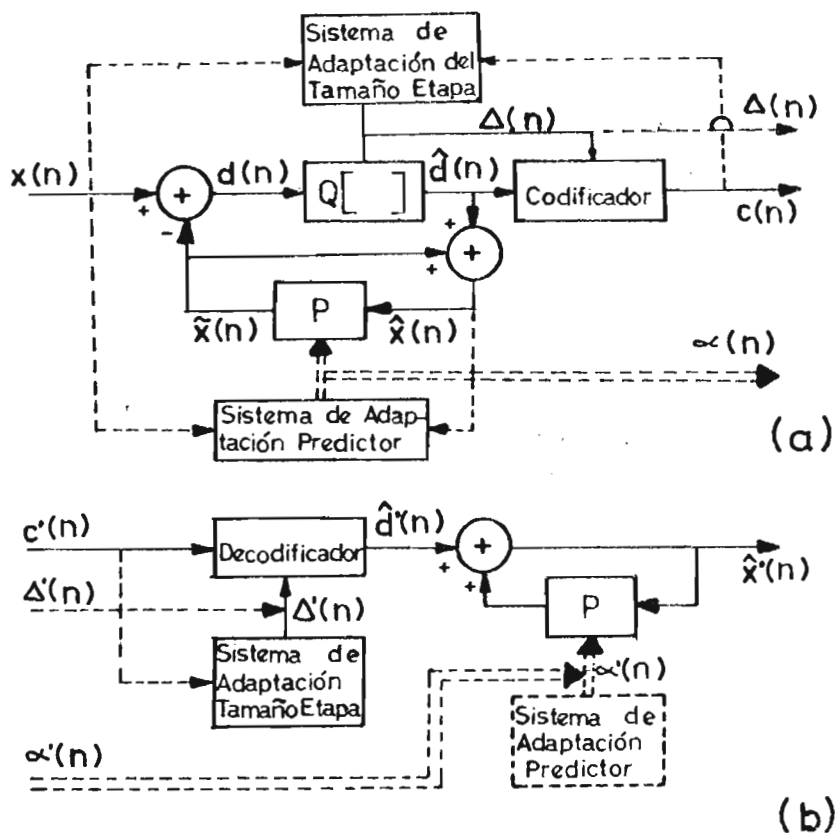 Sistema de
Adaptación del
Tamaño Etapa
Δ(n)
Δ(n)
x(n)
+
+
-
d(n)
Q[ ]
d̂(n)
Codificador
c(n)
+
+
+
x̃(n)
P
x̂(n)
∝(n)
Sistema de Adap-
tación Predictor
(a)
c'(n)
Decodificador
d̂'(n)
+
+
+
x̂'(n)
Δ'(n)
Δ'(n)
P
Sistema de
Adaptación
Tamaño Etapa
∝'(n)
Sistema de
Adaptación
Predictor
∝'(n)
(b)